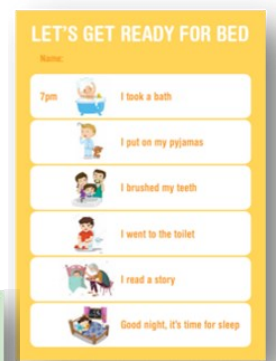 LET'S GET READY FOR BED
Name:
7pm
I took a bath
I put on my pyjamas
I brushed my teeth
I went to the toilet
I read a story
Good night, it's time for sleep